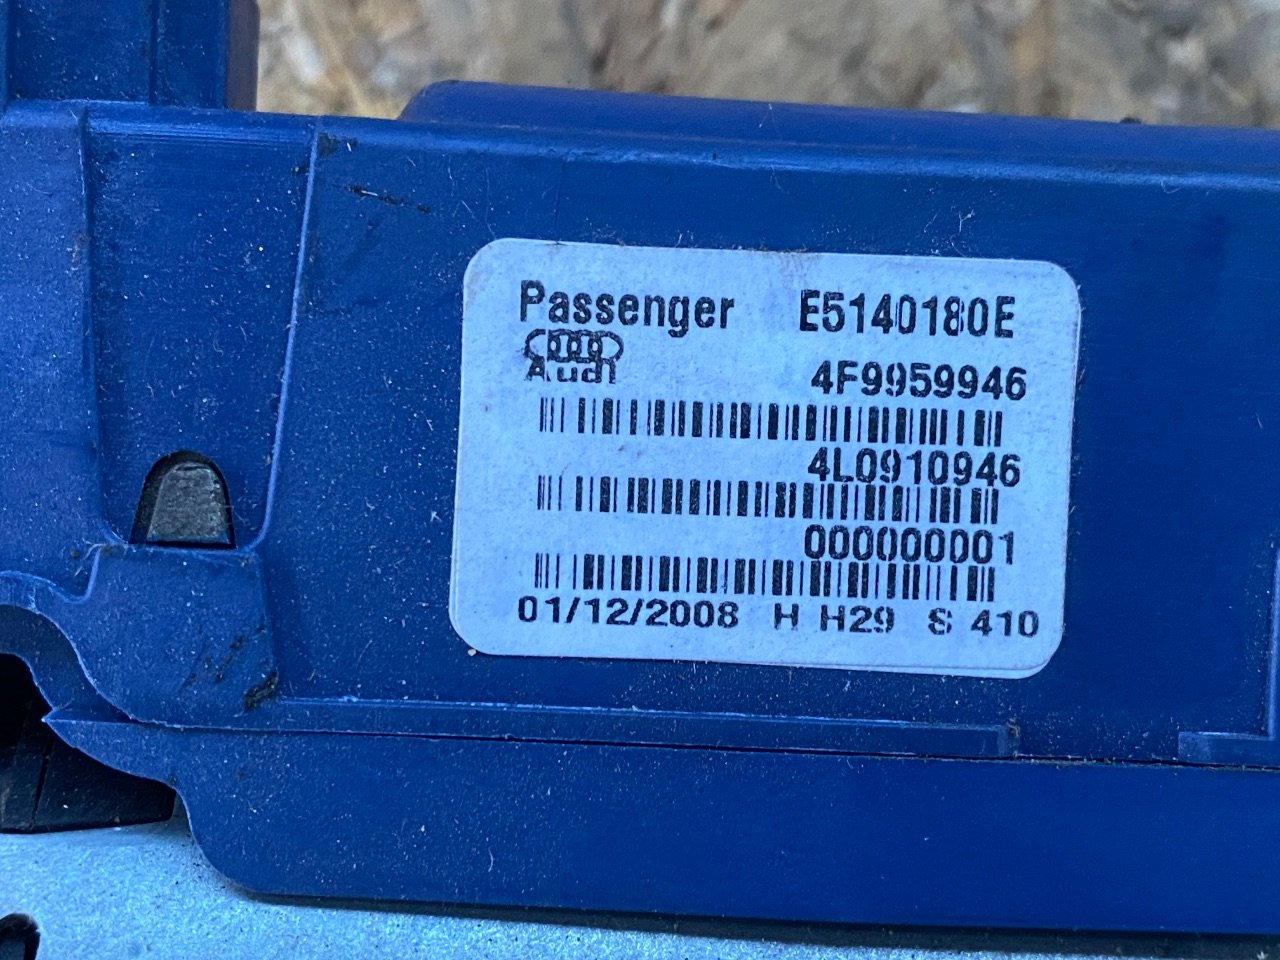 Passenger E5140180E
Audi 4F9959946
4L0910946
000000001
01/12/2008 H H29 S 410